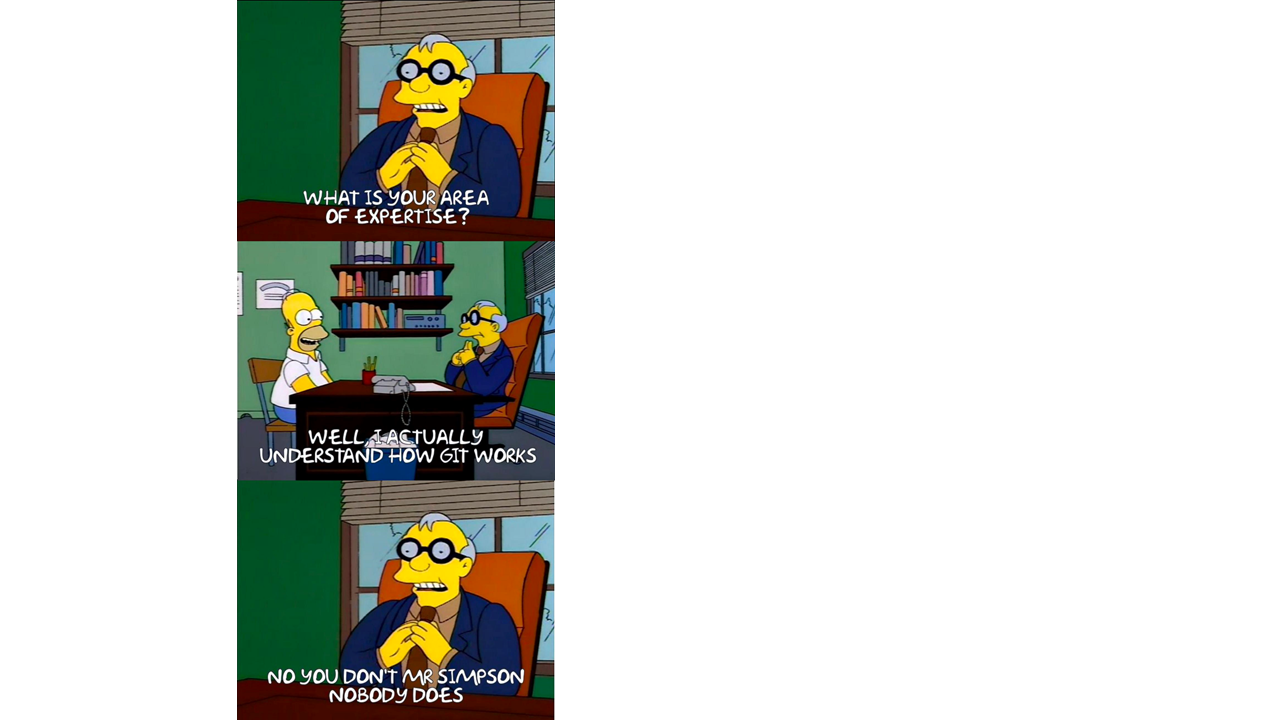 WHAT IS YOUR AREA
OF EXPERTISE?
WELL, I ACTUALLY
UNDERSTAND HOW GIT WORKS
NO YOU DON'T MR SIMPSON
NOBODY DOES